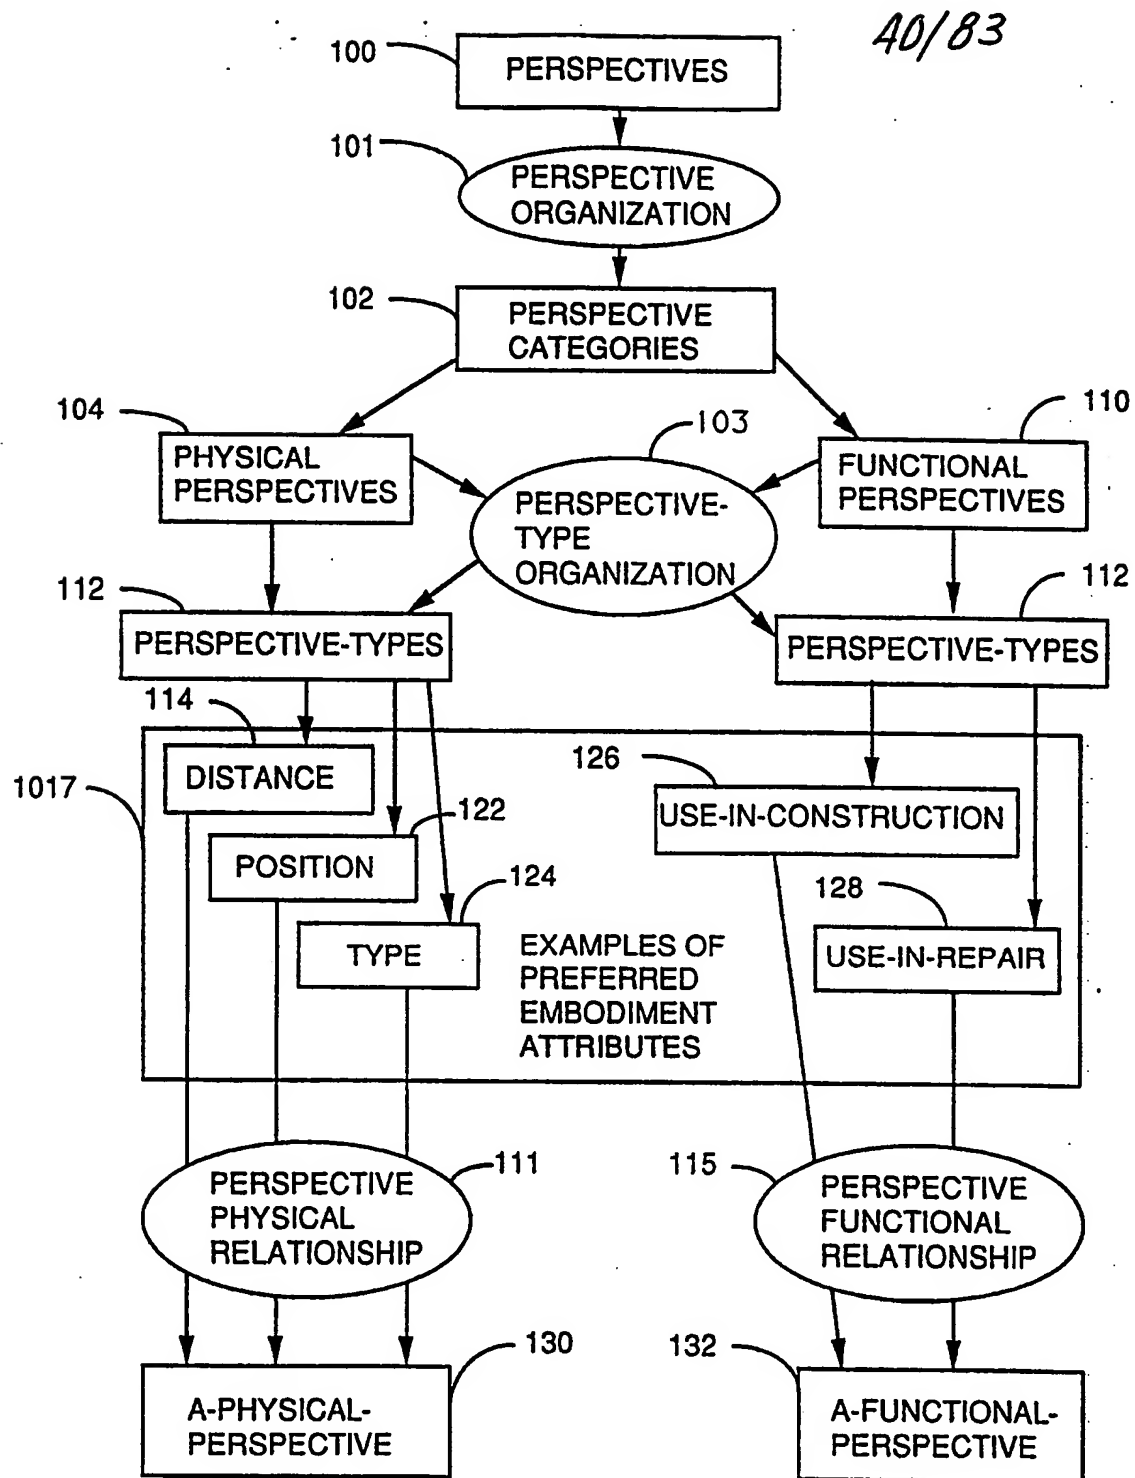 40/83
100
PERSPECTIVES
101
PERSPECTIVE
ORGANIZATION
102
PERSPECTIVE
CATEGORIES
104
PHYSICAL
PERSPECTIVES
103
PERSPECTIVE-
TYPE
ORGANIZATION
110
FUNCTIONAL
PERSPECTIVES
112
PERSPECTIVE-TYPES
112
PERSPECTIVE-TYPES
1017
114
DISTANCE
122
POSITION
124
TYPE
126
USE-IN-CONSTRUCTION
128
USE-IN-REPAIR
EXAMPLES OF
PREFERRED
EMBODIMENT
ATTRIBUTES
111
PERSPECTIVE
PHYSICAL
RELATIONSHIP
115
PERSPECTIVE
FUNCTIONAL
RELATIONSHIP
130
A-PHYSICAL-
PERSPECTIVE
132
A-FUNCTIONAL-
PERSPECTIVE